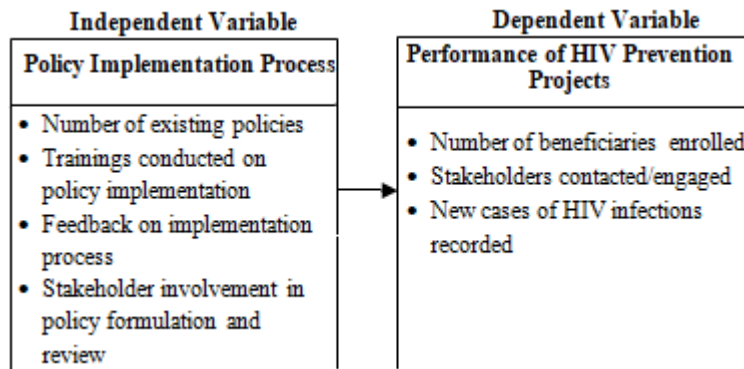 Independent Variable
Policy Implementation Process
• Number of existing policies
• Trainings conducted on
policy implementation
• Feedback on implementation
process
• Stakeholder involvement in
policy formulation and
review
Dependent Variable
Performance of HIV Prevention
Projects
• Number of beneficiaries enrolled
• Stakeholders contacted/engaged
• New cases of HIV infections
recorded